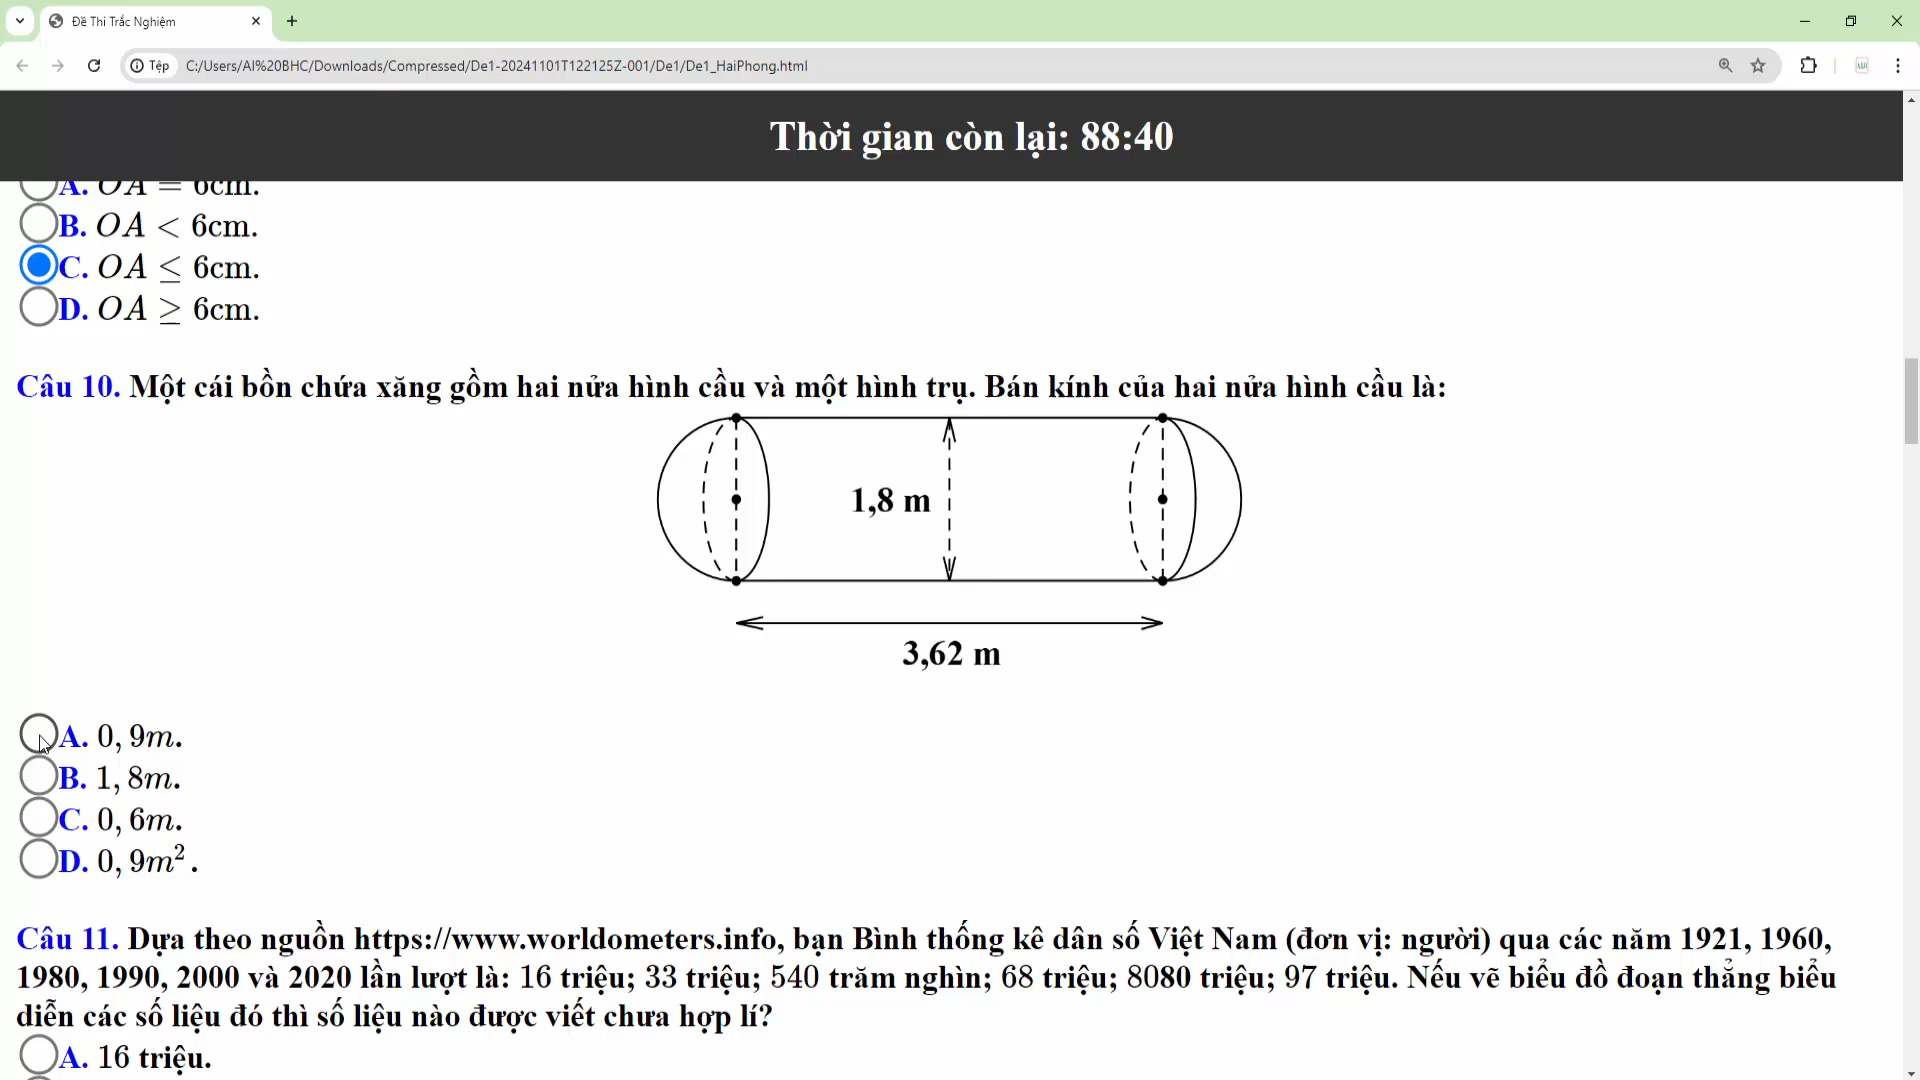 Đề Thi Trắc Nghiệm
Tệp C:/Users/AI%20BHC/Downloads/Compressed/De1-20241101T122125Z-001/De1/De1_HaiPhong.html
Thời gian còn lại: 88:40
A. OA = 6cm.
B. OA < 6cm.
C. OA ≤ 6cm.
D. OA ≥ 6cm.
Câu 10. Một cái bồn chứa xăng gồm hai nửa hình cầu và một hình trụ. Bán kính của hai nửa hình cầu là:
1,8 m
3,62 m
A. 0, 9m.
B. 1, 8m.
C. 0, 6m.
D. 0, 9m².
Câu 11. Dựa theo nguồn https://www.worldometers.info, bạn Bình thống kê dân số Việt Nam (đơn vị: người) qua các năm 1921, 1960,
1980, 1990, 2000 và 2020 lần lượt là: 16 triệu; 33 triệu; 540 trăm nghìn; 68 triệu; 8080 triệu; 97 triệu. Nếu vẽ biểu đồ đoạn thẳng biểu
diễn các số liệu đó thì số liệu nào được viết chưa hợp lí?
A. 16 triệu.